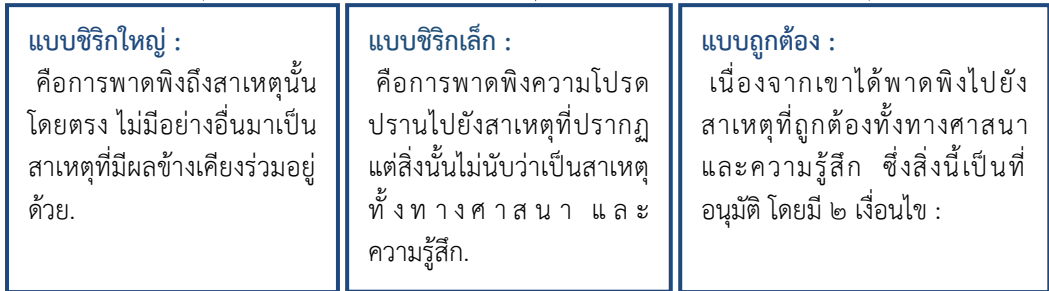 แบบชิริกใหญ่ :
คือการพาดพิงถึงสาเหตุนั้น
โดยตรง ไม่มีอย่างอื่นมาเป็น
สาเหตุที่มีผลข้างเคียงร่วมอยู่
ด้วย.
แบบชิริกเล็ก :
คือการพาดพิงความโปรด
ปรานไปยังสาเหตุที่ปรากฏ
แต่สิ่งนั้นไม่นับว่าเป็นสาเหตุ
ทั้งทางศาสนา และ
ความรู้สึก.
แบบถูกต้อง :
เนื่องจากเขาได้พาดพิงไปยัง
สาเหตุที่ถูกต้องทั้งทางศาสนา
และความรู้สึก ซึ่งสิ่งนี้เป็นที่
อนุมัติ โดยมี ๒ เงื่อนไข :